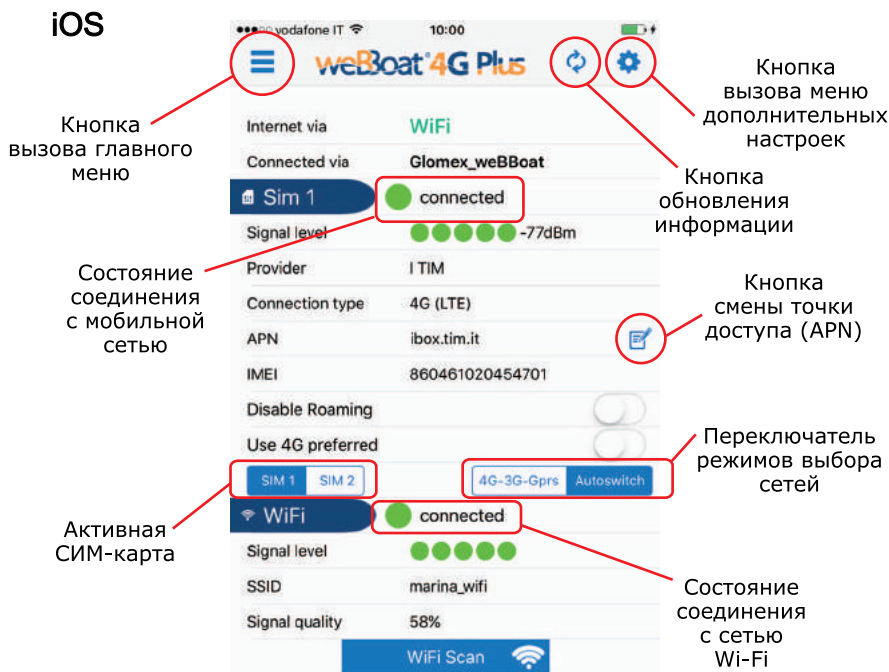 iOS
vodafone IT 10:00
weBBoat 4G Plus
Кнопка
вызова главного
меню
Кнопка
вызова меню
дополнительных
настроек
Кнопка
обновления
информации
Internet via WiFi
Connected via Glomex_weBBoat
Sim 1 connected
Signal level -77dBm
Provider I TIM
Connection type 4G (LTE)
APN ibox.tim.it
IMEI 860461020454701
Disable Roaming
Use 4G preferred
SIM 1 SIM 2 4G-3G-Gprs Autoswitch
WiFi connected
Signal level
SSID marina_wifi
Signal quality 58%
WiFi Scan
Состояние
соединения
с мобильной
сетью
Кнопка
смены точки
доступа (APN)
Переключатель
режимов выбора
сетей
Активная
СИМ-карта
Состояние
соединения
с сетью
Wi-Fi